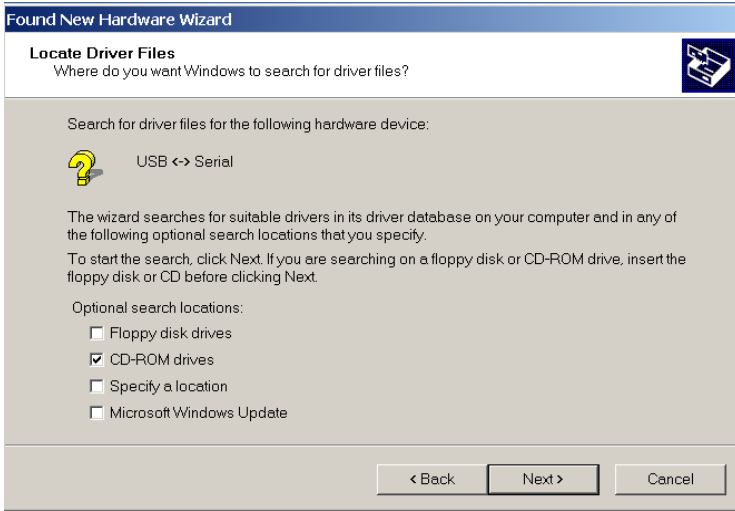 Found New Hardware Wizard
Locate Driver Files
Where do you want Windows to search for driver files?
Search for driver files for the following hardware device:
USB <-> Serial
The wizard searches for suitable drivers in its driver database on your computer and in any of
the following optional search locations that you specify.
To start the search, click Next. If you are searching on a floppy disk or CD-ROM drive, insert the
floppy disk or CD before clicking Next.
Optional search locations:
Floppy disk drives
CD-ROM drives
Specify a location
Microsoft Windows Update
< Back Next > Cancel